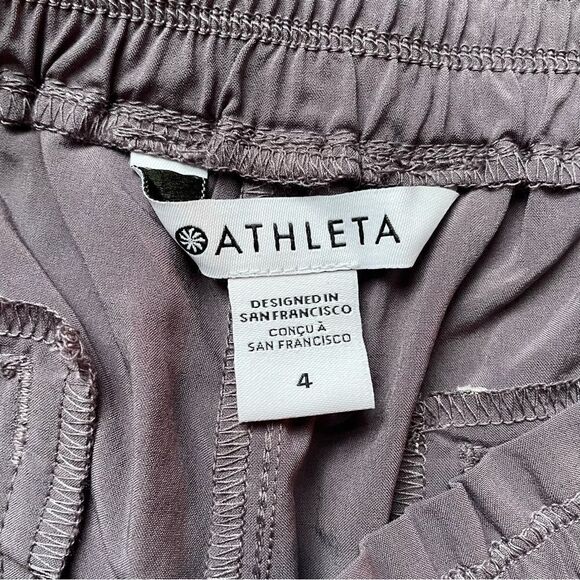 ATHLETA
DESIGNED IN
SAN FRANCISCO
CONÇU À
SAN FRANCISCO
4